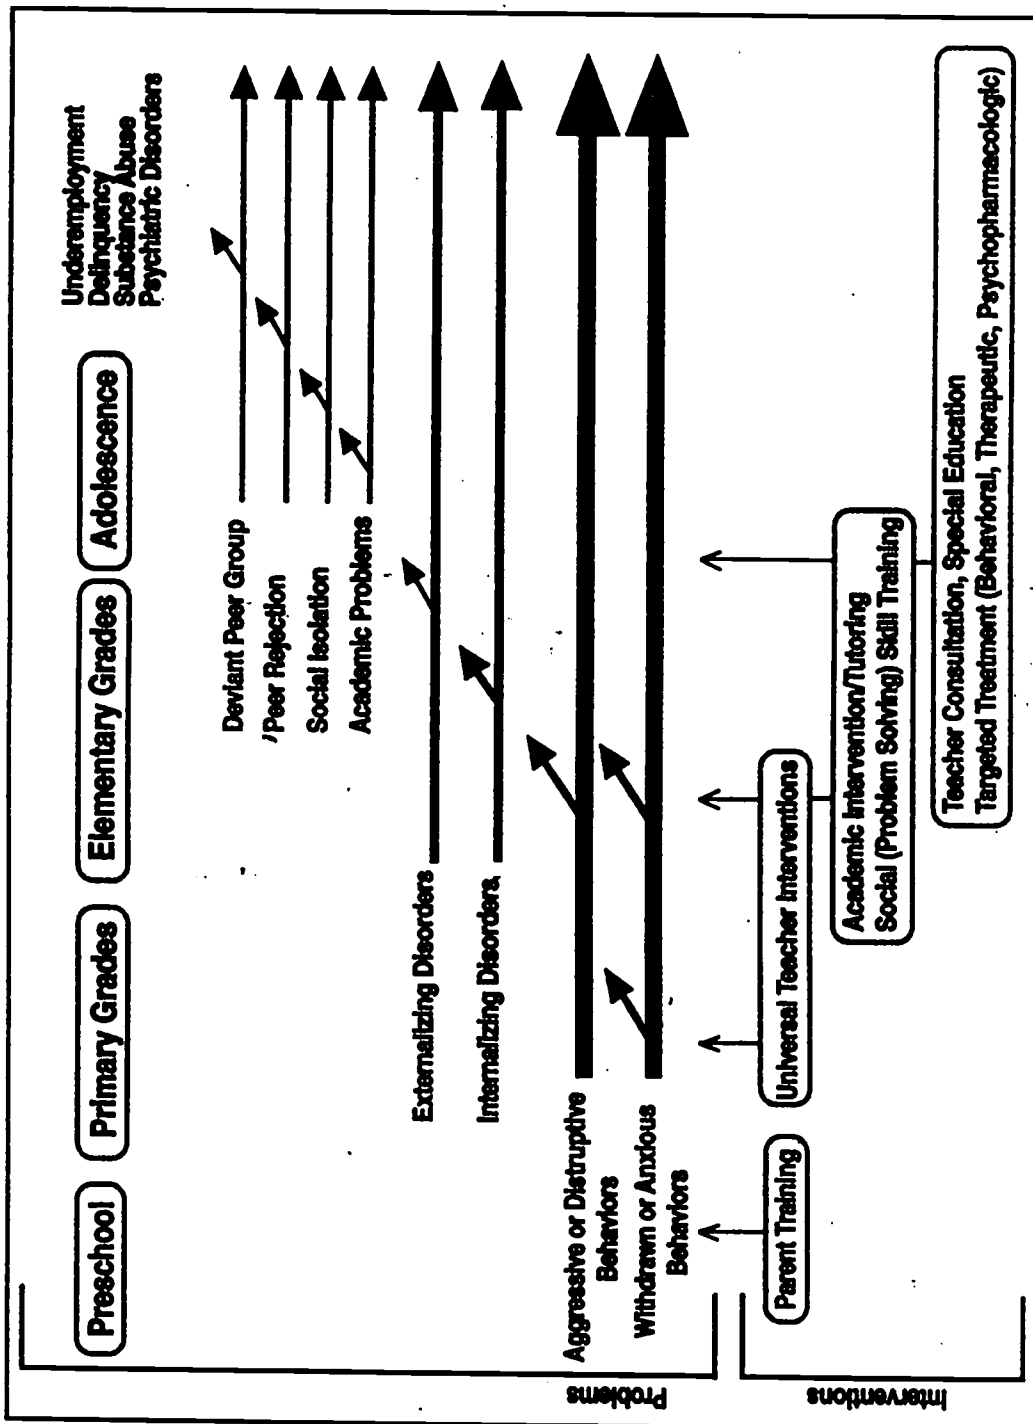 Preschool
Primary Grades
Elementary Grades
Adolescence
Underemployment
Delinquency
Substance Abuse
Psychiatric Disorders
Deviant Peer Group
Peer Rejection
Social Isolation
Academic Problems
Externalizing Disorders
Internalizing Disorders
Aggressive or Distruptive
Behaviors
Withdrawn or Anxious
Behaviors
Problems
Parent Training
Universal Teacher Interventions
Academic Intervention/Tutoring
Social (Problem Solving) Skill Training
Teacher Consultation, Special Education
Targeted Treatment (Behavioral, Therapeutic, Psychopharmacologic)
Interventions